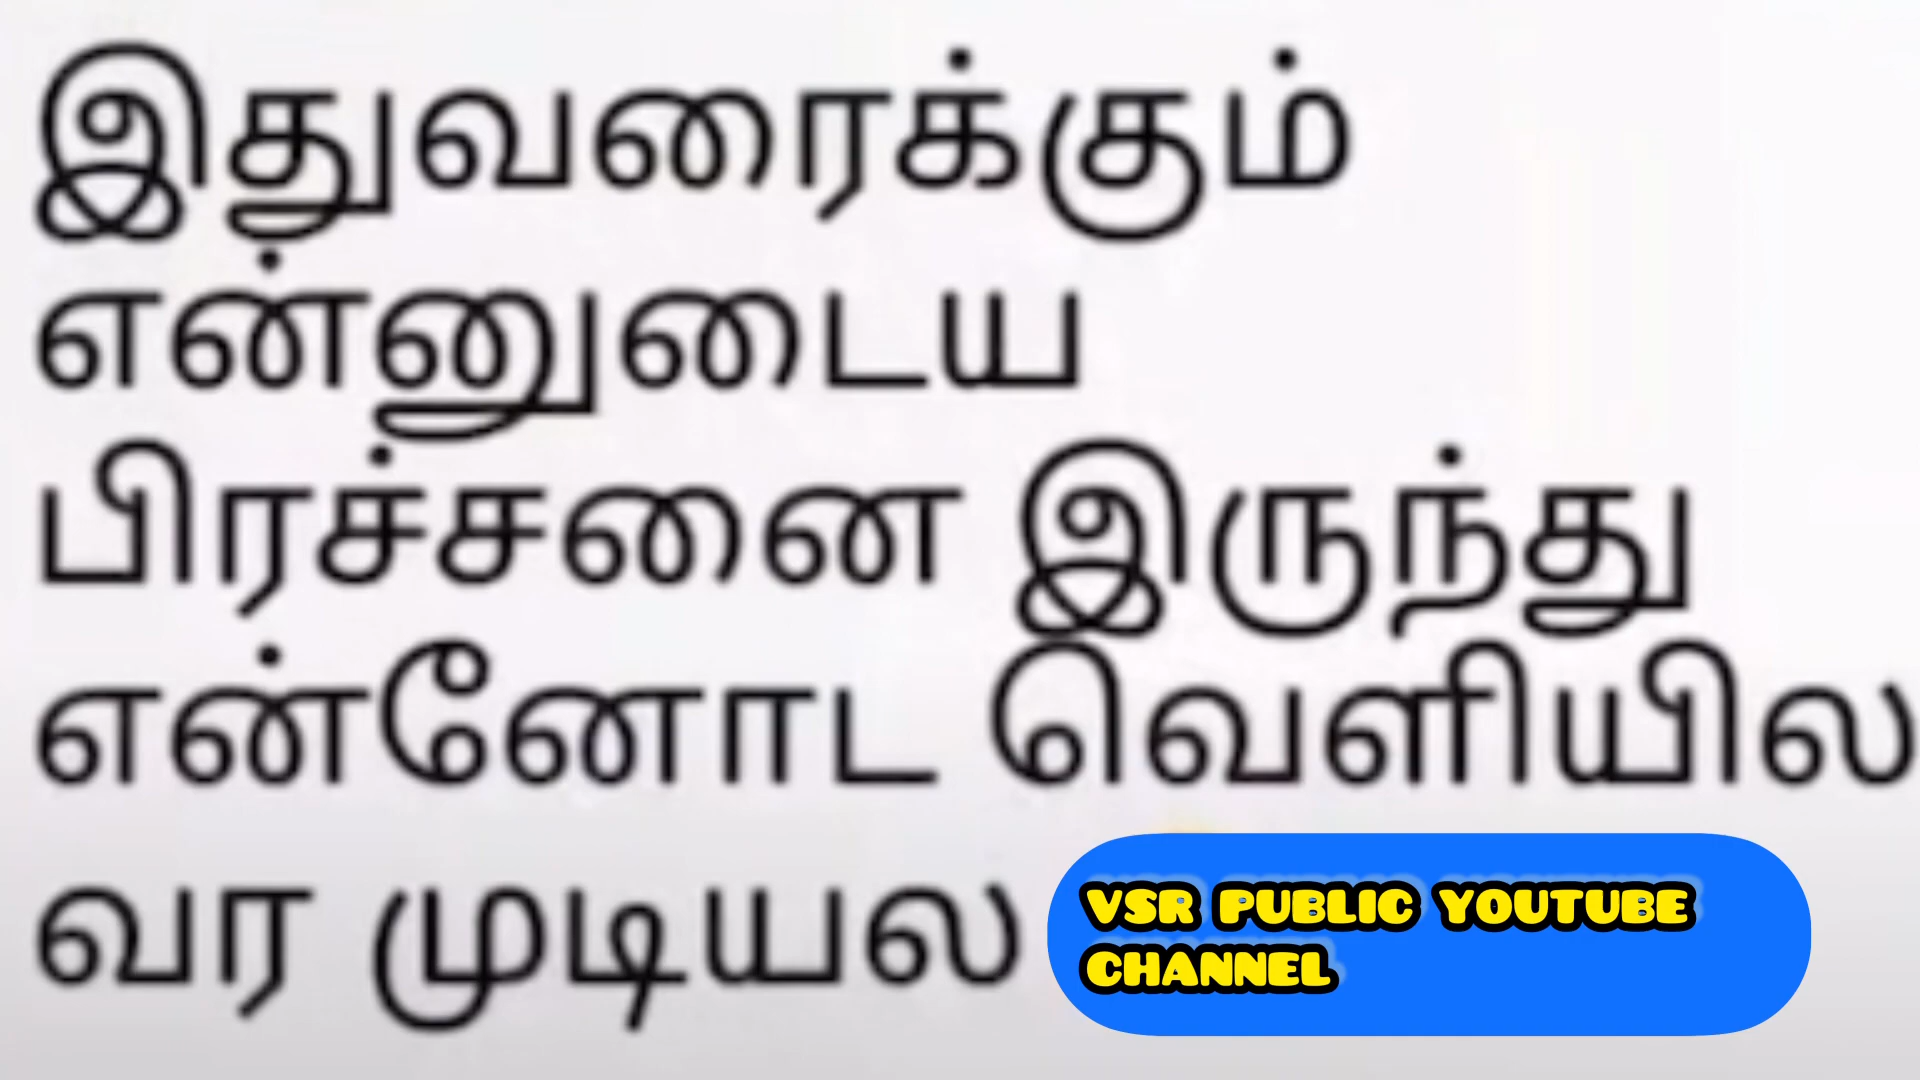 இதுவரைக்கும்
என்னுடைய
பிரச்சனை இருந்து
என்னோட வெளியில
வர முடியல
VSR PUBLIC YOUTUBE
CHANNEL